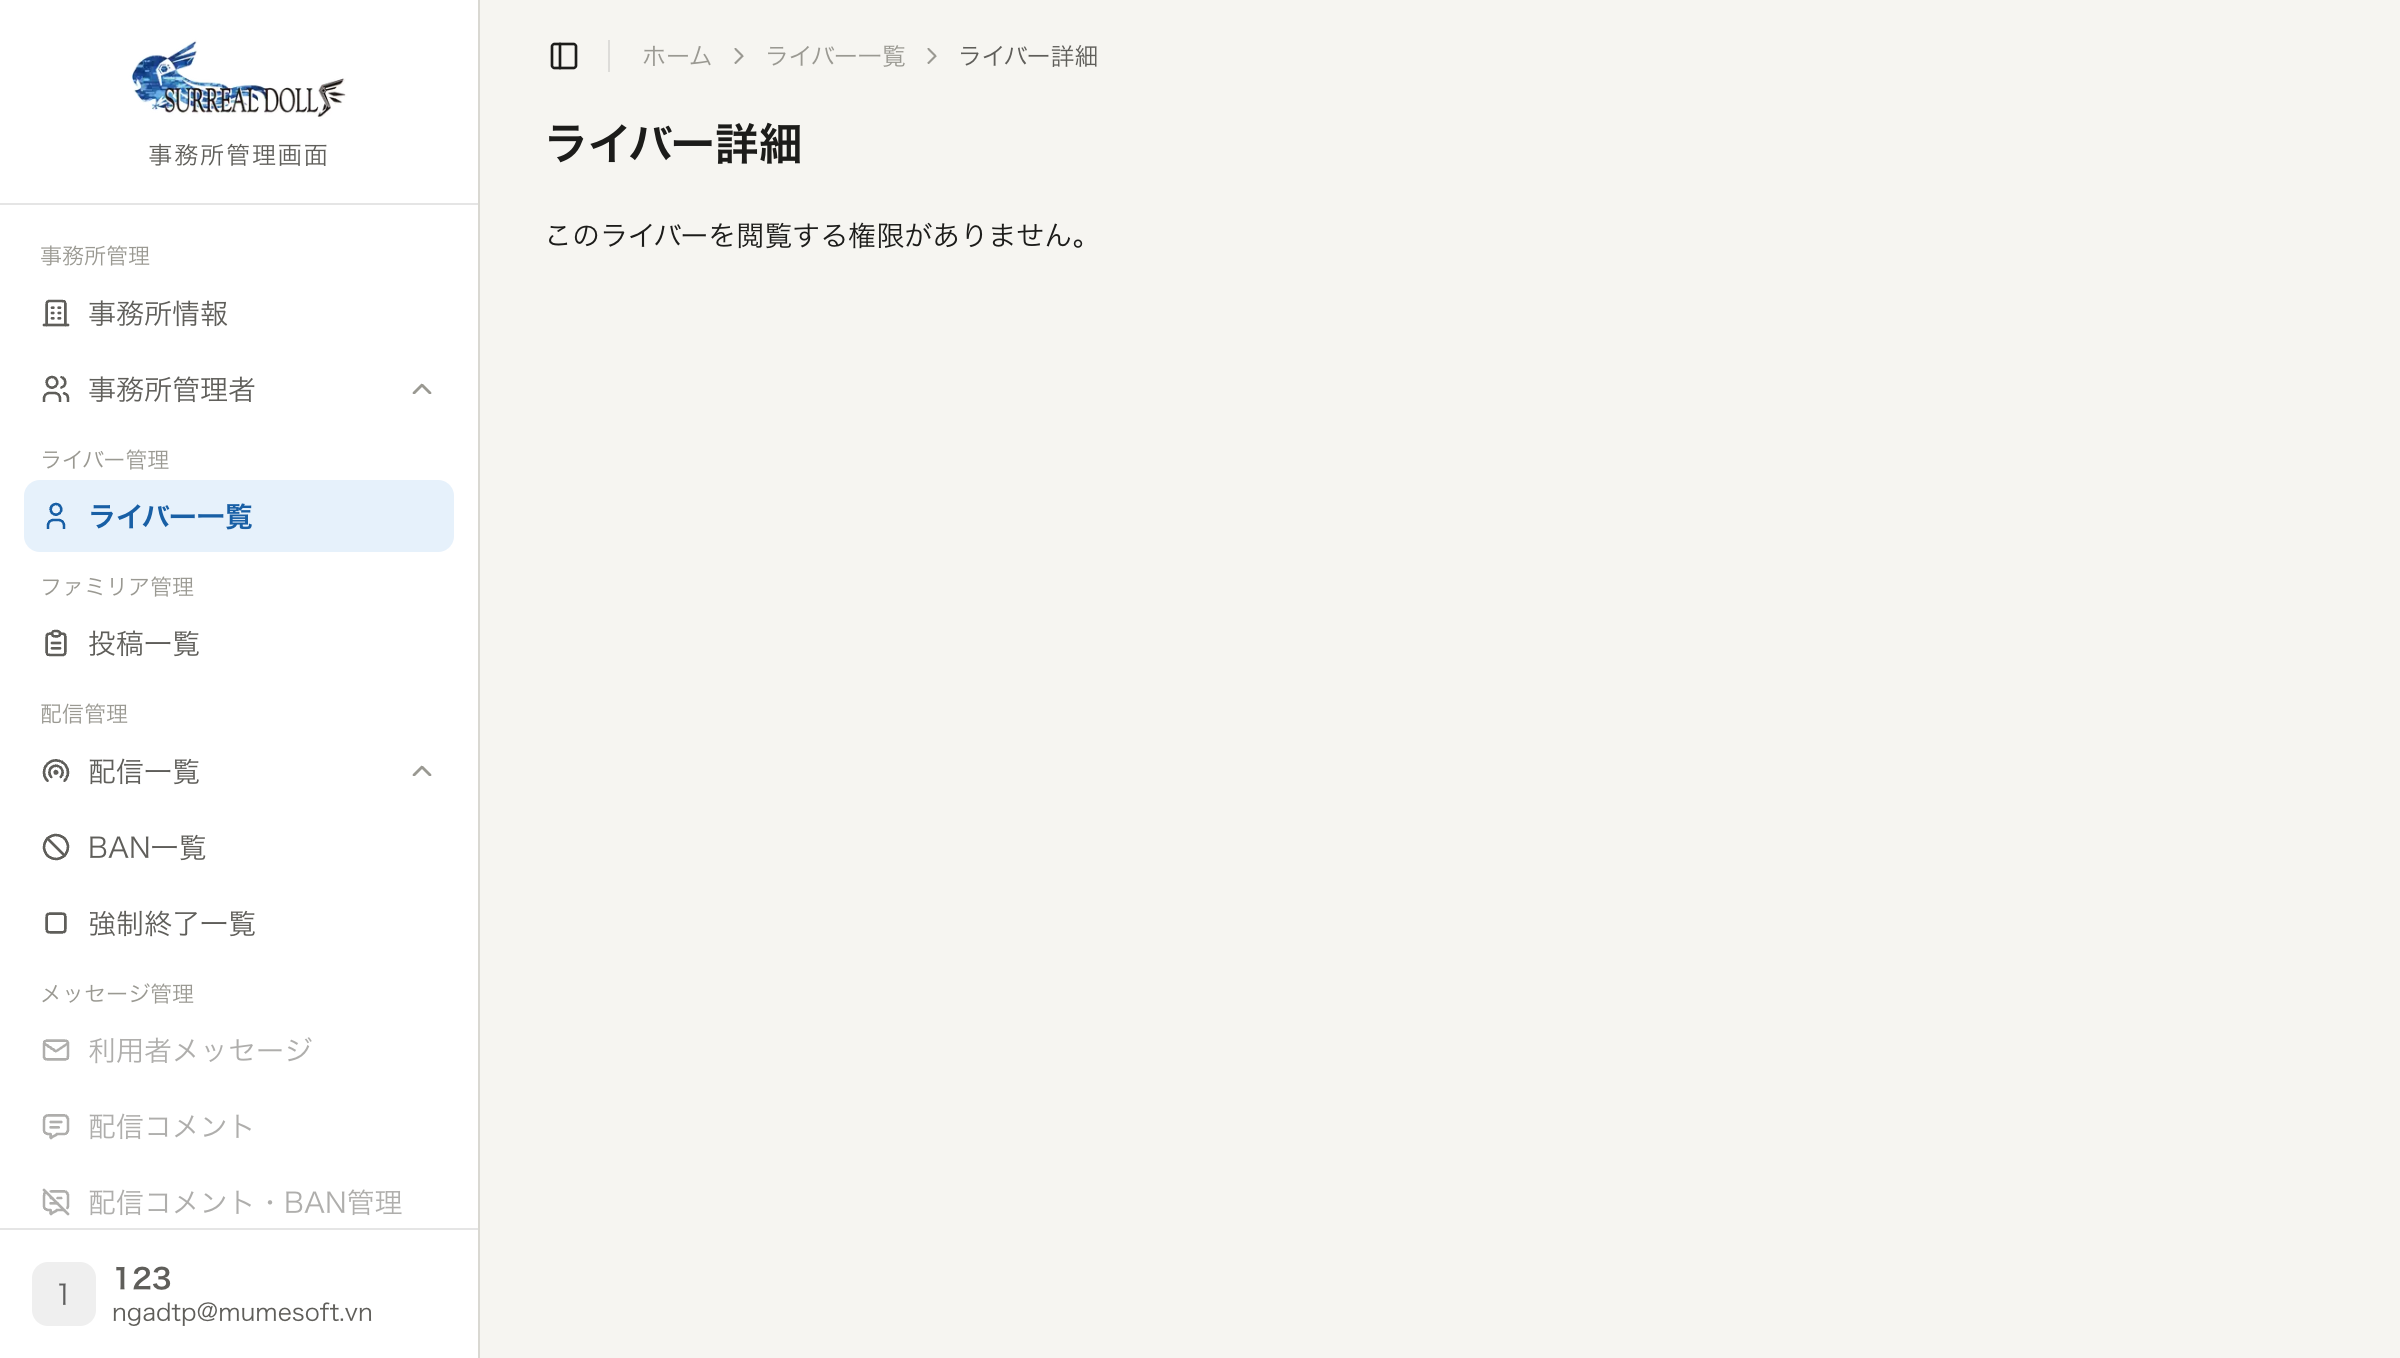 SURREAL DOLL
事務所管理画面
事務所管理
事務所情報
事務所管理者
ライバー管理
ライバー一覧
ファミリア管理
投稿一覧
配信管理
配信一覧
BAN一覧
強制終了一覧
メッセージ管理
利用者メッセージ
配信コメント
配信コメント・BAN管理
1
123
ngadtp@mumesoft.vn
ホーム > ライバー一覧 > ライバー詳細
ライバー詳細
このライバーを閲覧する権限がありません。